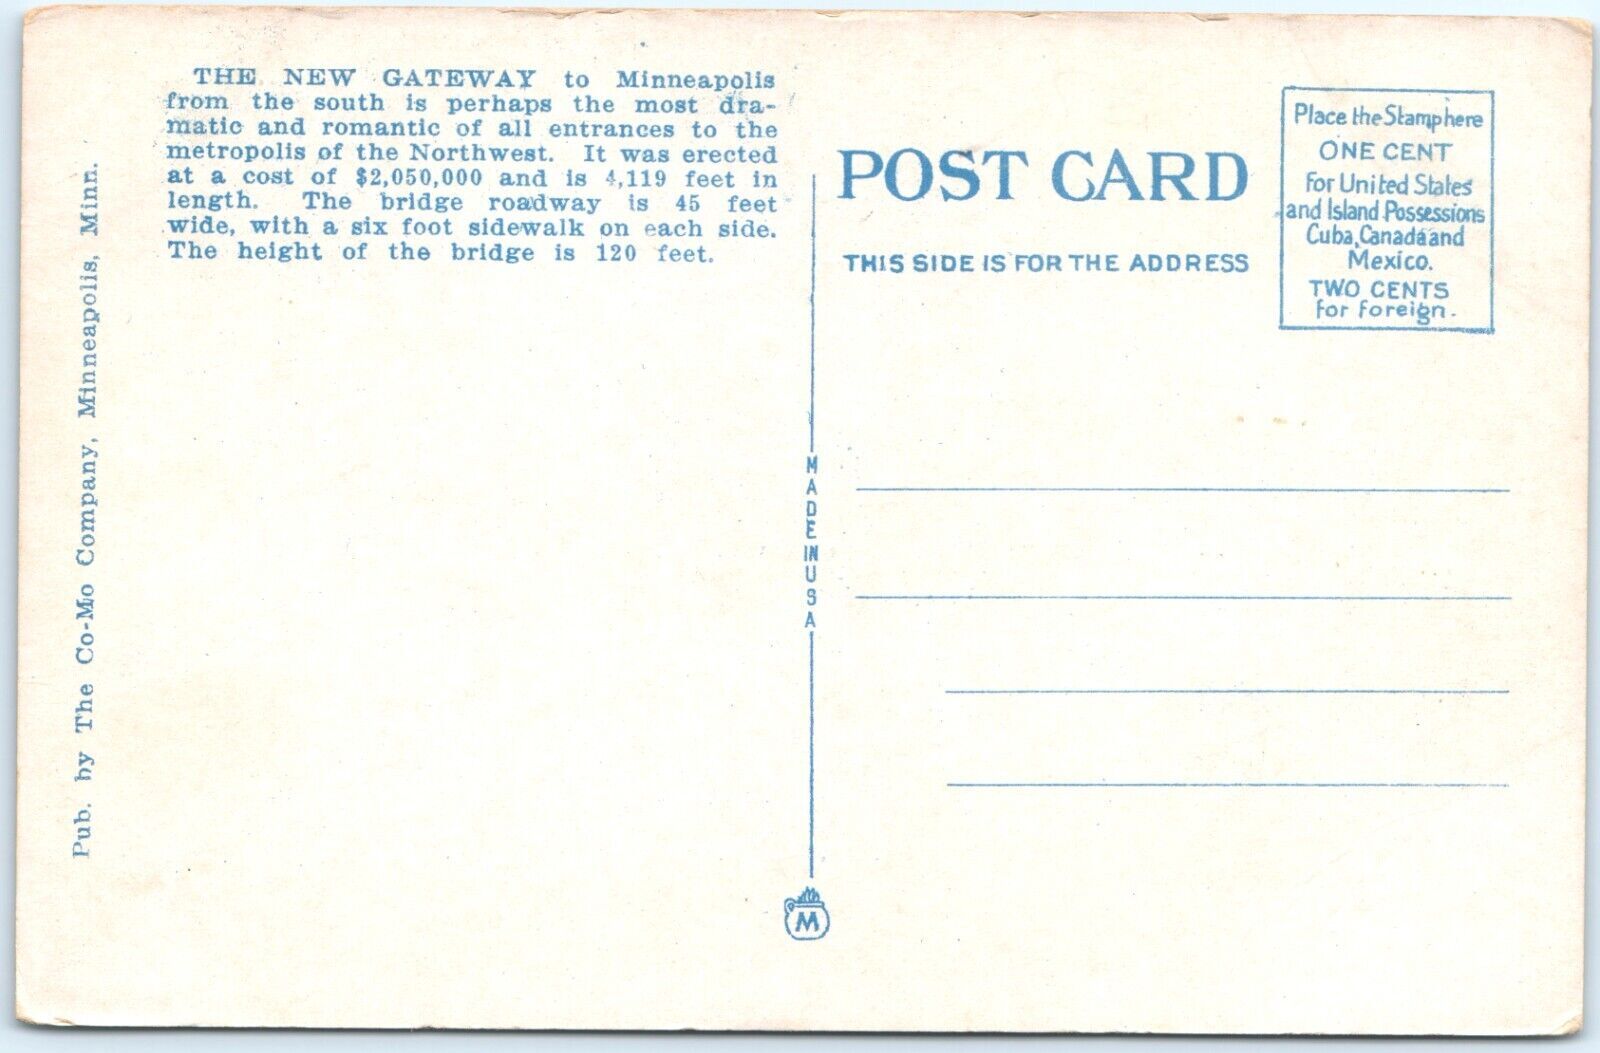 THE NEW GATEWAY to Minneapolis
from the south is perhaps the most dra-
matic and romantic of all entrances to the
metropolis of the Northwest. It was erected
at a cost of $2,050,000 and is 4,119 feet in
length. The bridge roadway is 45 feet
wide, with a six foot sidewalk on each side.
The height of the bridge is 120 feet.
Pub. by The Co-Mo Company, Minneapolis, Minn.
MADE IN USA
M
POST CARD
THIS SIDE IS FOR THE ADDRESS
Place the Stamp here
ONE CENT
For United States
and Island Possessions
Cuba, Canada and
Mexico.
TWO CENTS
For Foreign.